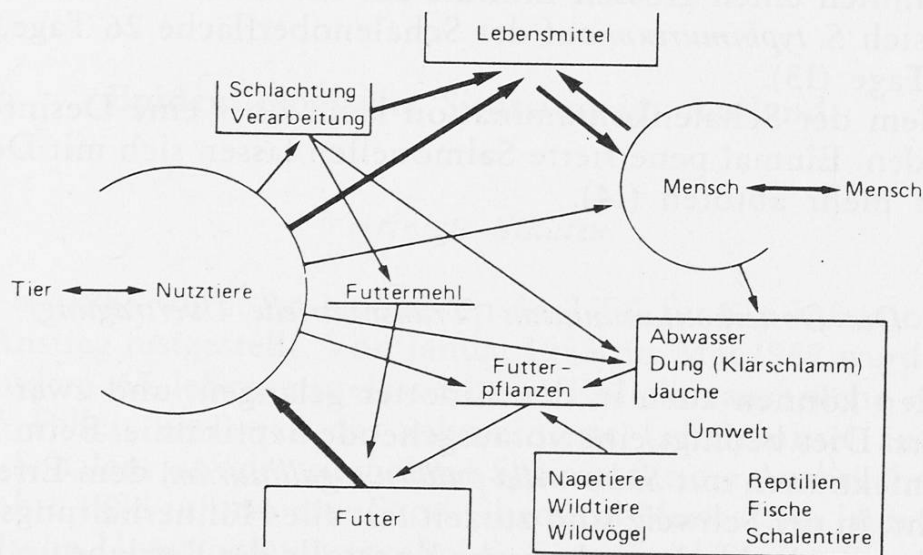 Lebensmittel
Schlachtung
Verarbeitung
Mensch
Mensch
Tier
Nutztiere
Futtermehl
Futter-
pflanzen
Abwasser
Dung (Klärschlamm)
Jauche
Umwelt
Nagetiere
Wildtiere
Wildvögel
Reptilien
Fische
Schalentiere
Futter